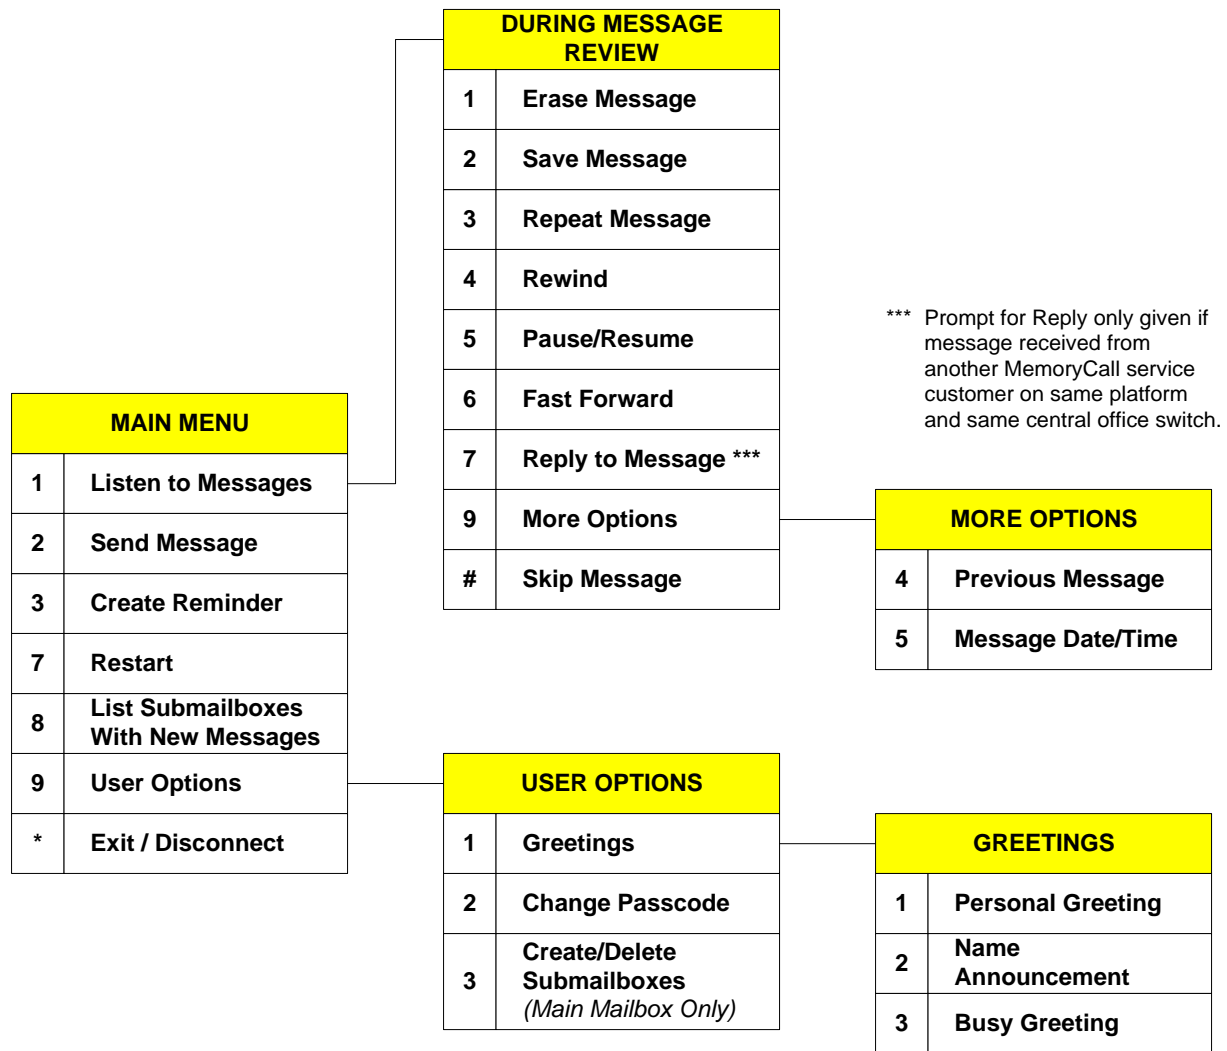 DURING MESSAGE
REVIEW
1 Erase Message
2 Save Message
3 Repeat Message
4 Rewind
5 Pause/Resume
6 Fast Forward
7 Reply to Message ***
9 More Options
# Skip Message
*** Prompt for Reply only given if
message received from
another MemoryCall service
customer on same platform
and same central office switch.
MAIN MENU
1 Listen to Messages
2 Send Message
3 Create Reminder
7 Restart
8 List Submailboxes
With New Messages
9 User Options
* Exit / Disconnect
MORE OPTIONS
4 Previous Message
5 Message Date/Time
USER OPTIONS
1 Greetings
2 Change Passcode
3 Create/Delete
Submailboxes
(Main Mailbox Only)
GREETINGS
1 Personal Greeting
2 Name
Announcement
3 Busy Greeting